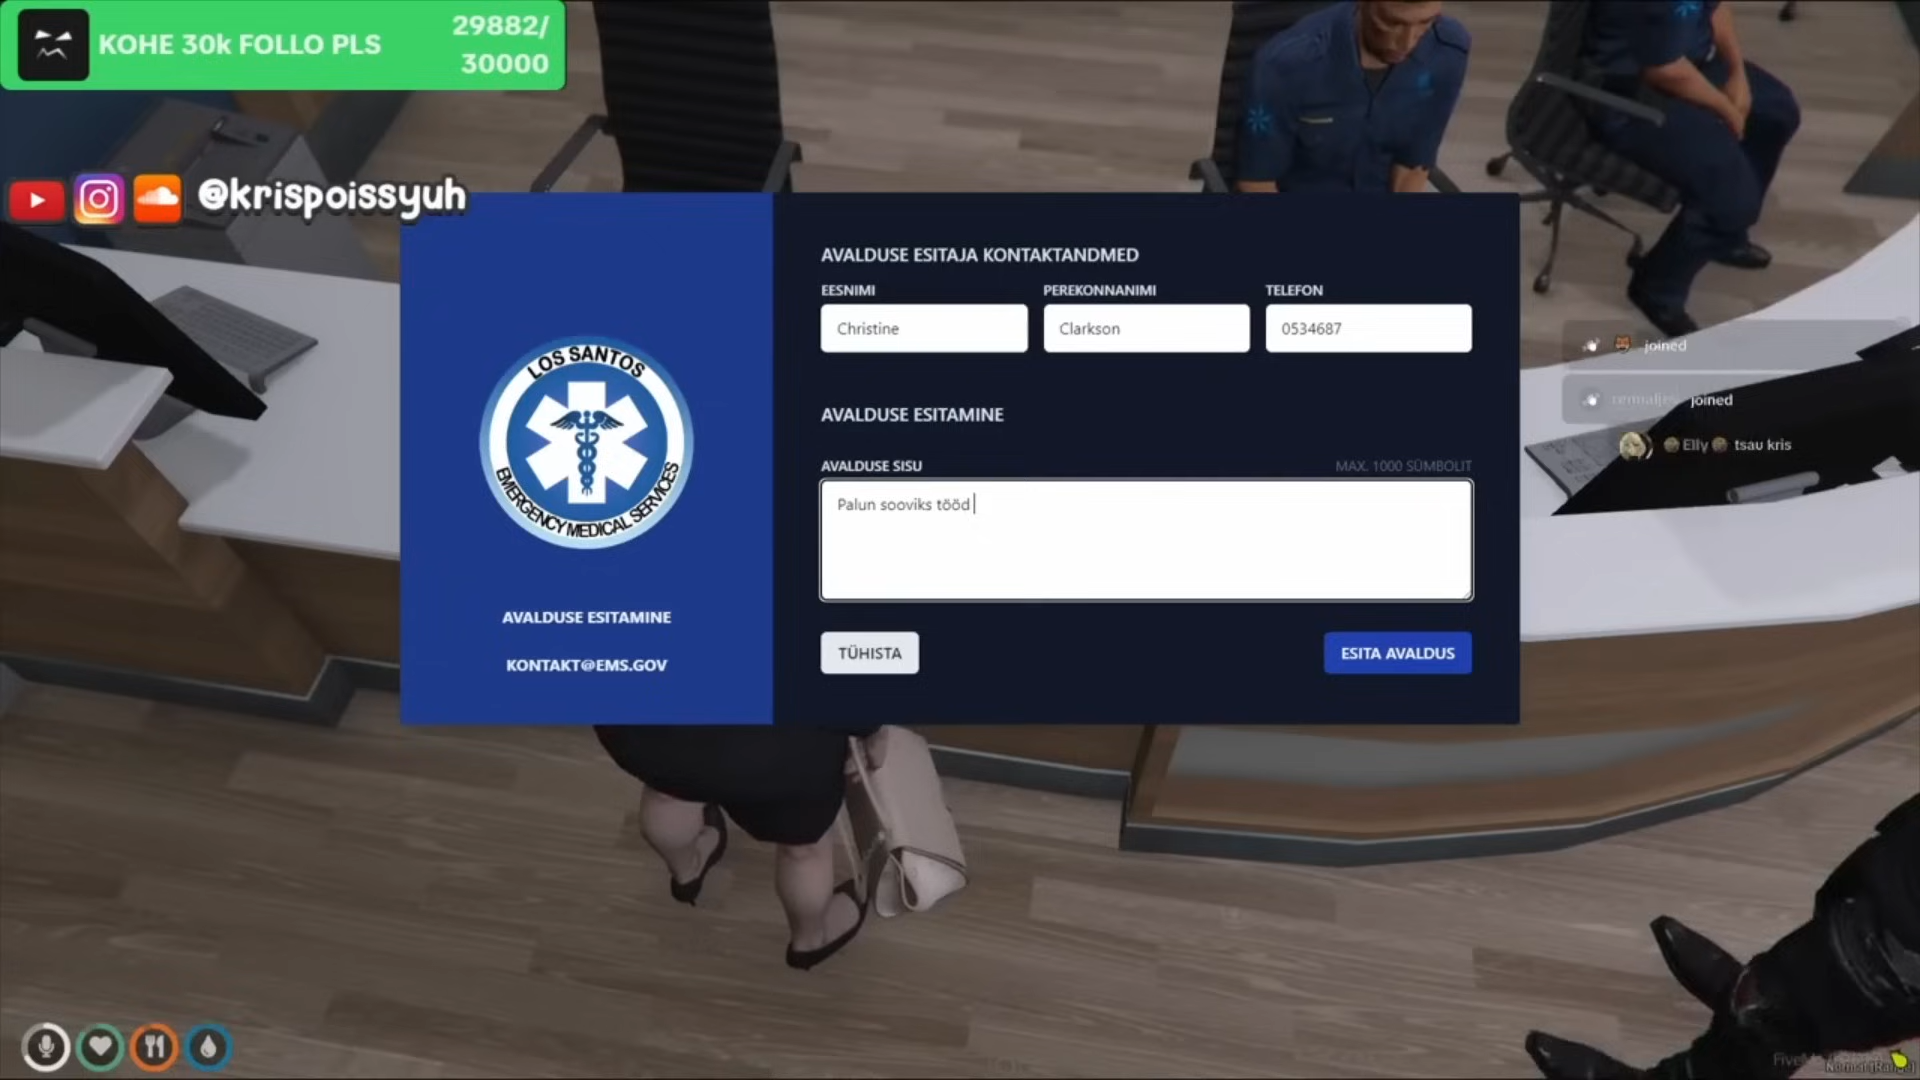 KOHE 30k FOLLO PLS
29882/
30000
@krispoissyuh
LOS SANTOS
EMERGENCY MEDICAL SERVICES
AVALDUSE ESITAMINE
KONTAKT@EMS.GOV
AVALDUSE ESITAJA KONTAKTANDMED
EESNIMI
PEREKONNANIMI
TELEFON
Christine
Clarkson
0534687
AVALDUSE ESITAMINE
AVALDUSE SISU
MAX. 1000 SÜMBOLIT
Palun sooviks tööd
TÜHISTA
ESITA AVALDUS
joined
joined
Elly tsau kris